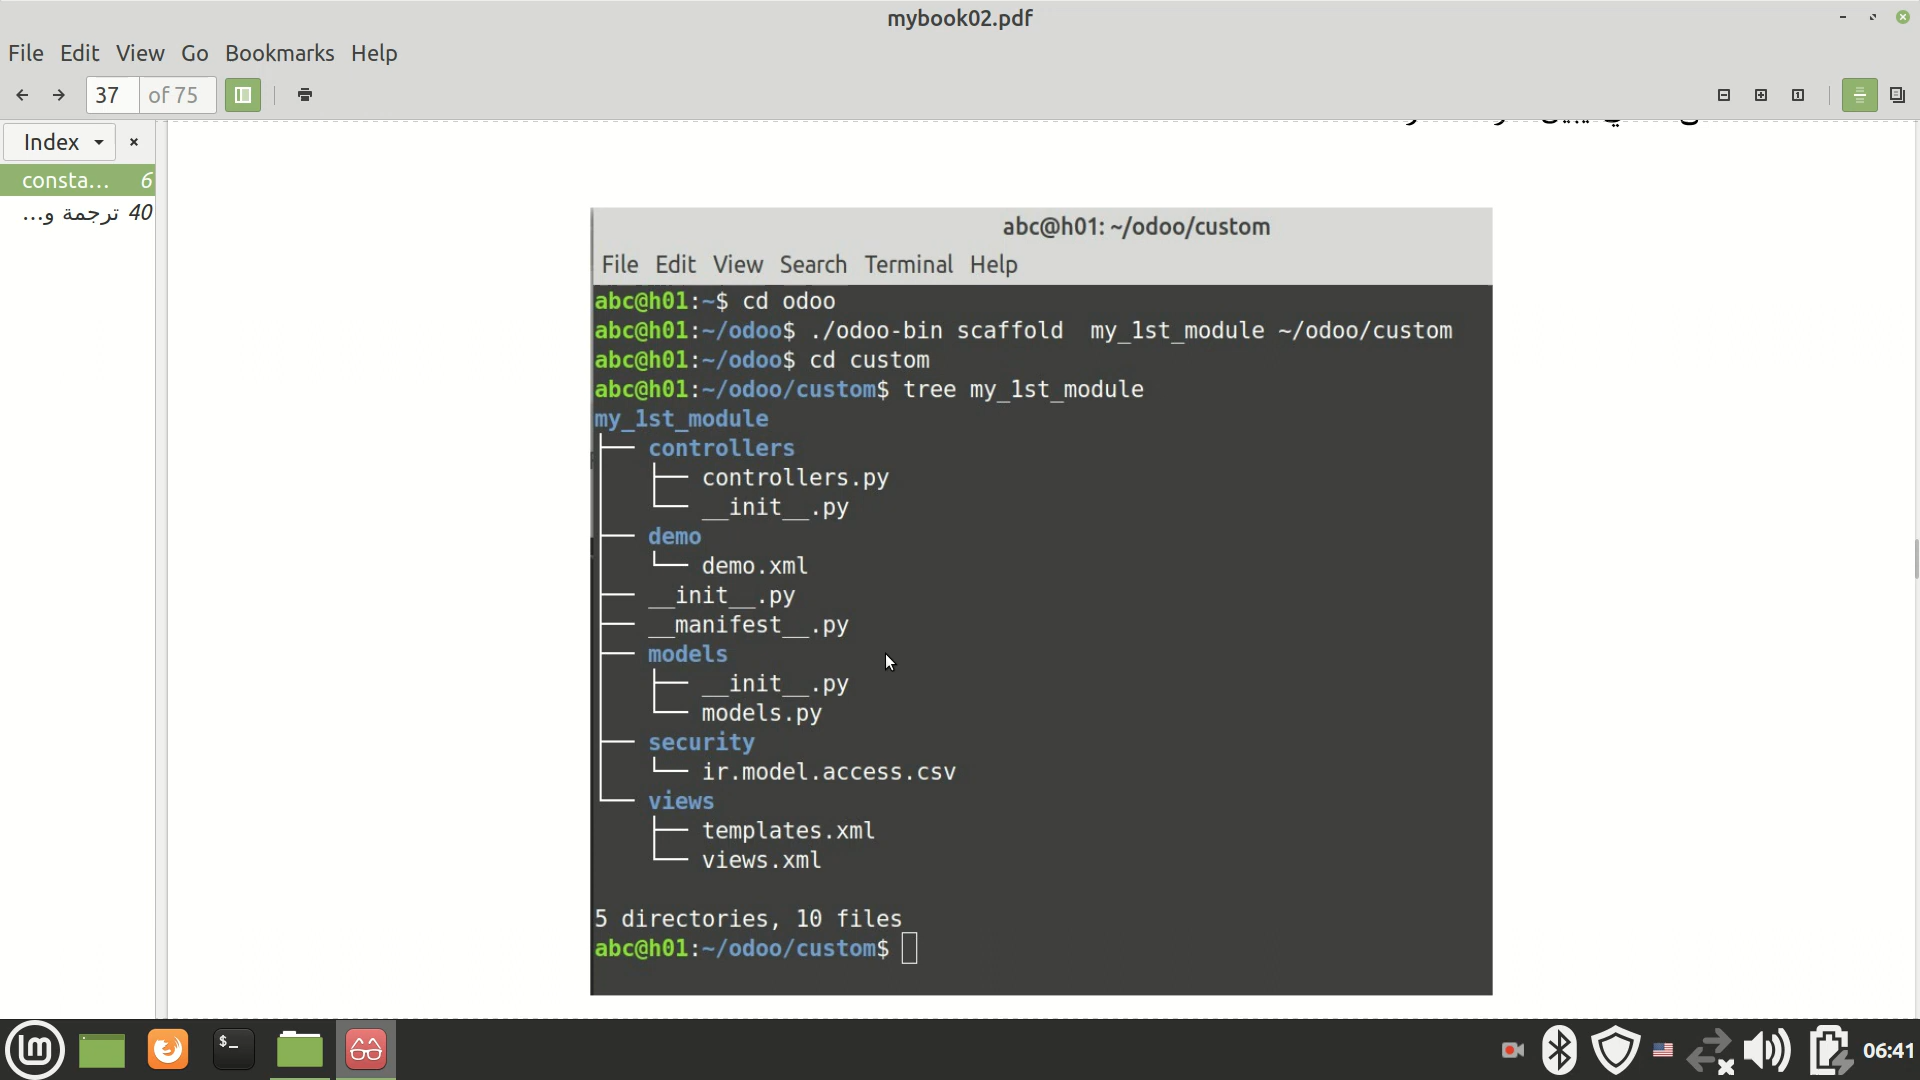 mybook02.pdf
File Edit View Go Bookmarks Help
37 of 75
Index
consta... 6
ترجمة و... 40
abc@h01: ~/odoo/custom
File Edit View Search Terminal Help
abc@h01:~$ cd odoo
abc@h01:~/odoo$ ./odoo-bin scaffold  my_1st_module ~/odoo/custom
abc@h01:~/odoo$ cd custom
abc@h01:~/odoo/custom$ tree my_1st_module
my_1st_module
├── controllers
│   ├── controllers.py
│   └── __init__.py
├── demo
│   └── demo.xml
├── __init__.py
├── __manifest__.py
├── models
│   ├── __init__.py
│   └── models.py
├── security
│   └── ir.model.access.csv
└── views
    ├── templates.xml
    └── views.xml
5 directories, 10 files
abc@h01:~/odoo/custom$
$_
06:41